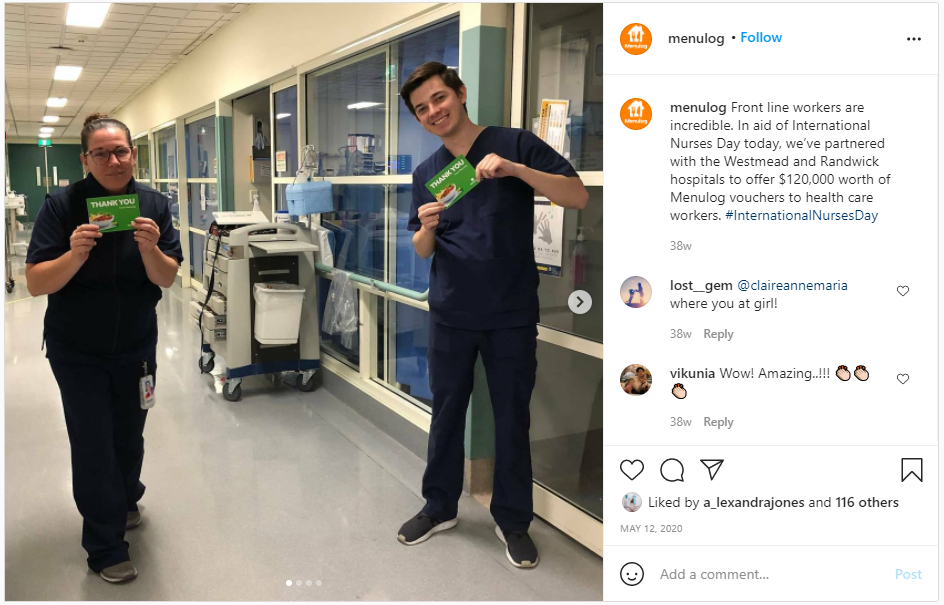 THANK YOU
THANK YOU
Menulog
menulog • Follow
Menulog
menulog Front line workers are
incredible. In aid of International
Nurses Day today, we've partnered
with the Westmead and Randwick
hospitals to offer $120,000 worth of
Menulog vouchers to health care
workers. #InternationalNursesDay
38w
lost__gem @claireannemaria
where you at girl!
38w Reply
vikunia Wow! Amazing..!!! 👏🏻👏🏻
👏🏻
38w Reply
Liked by a_lexandrajones and 116 others
MAY 12, 2020
Add a comment... Post